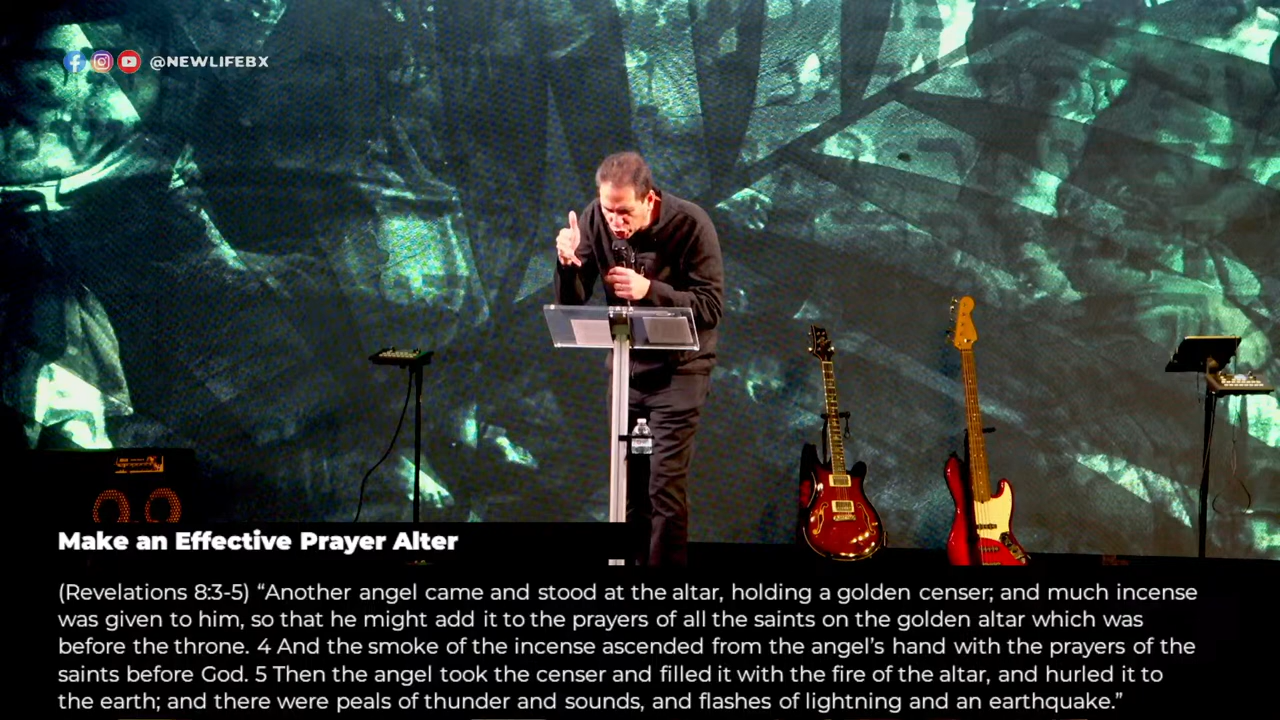 @NEWLIFEBX
Make an Effective Prayer Alter
(Revelations 8:3-5) “Another angel came and stood at the altar, holding a golden censer; and much incense
was given to him, so that he might add it to the prayers of all the saints on the golden altar which was
before the throne. 4 And the smoke of the incense ascended from the angel’s hand with the prayers of the
saints before God. 5 Then the angel took the censer and filled it with the fire of the altar, and hurled it to
the earth; and there were peals of thunder and sounds, and flashes of lightning and an earthquake.”